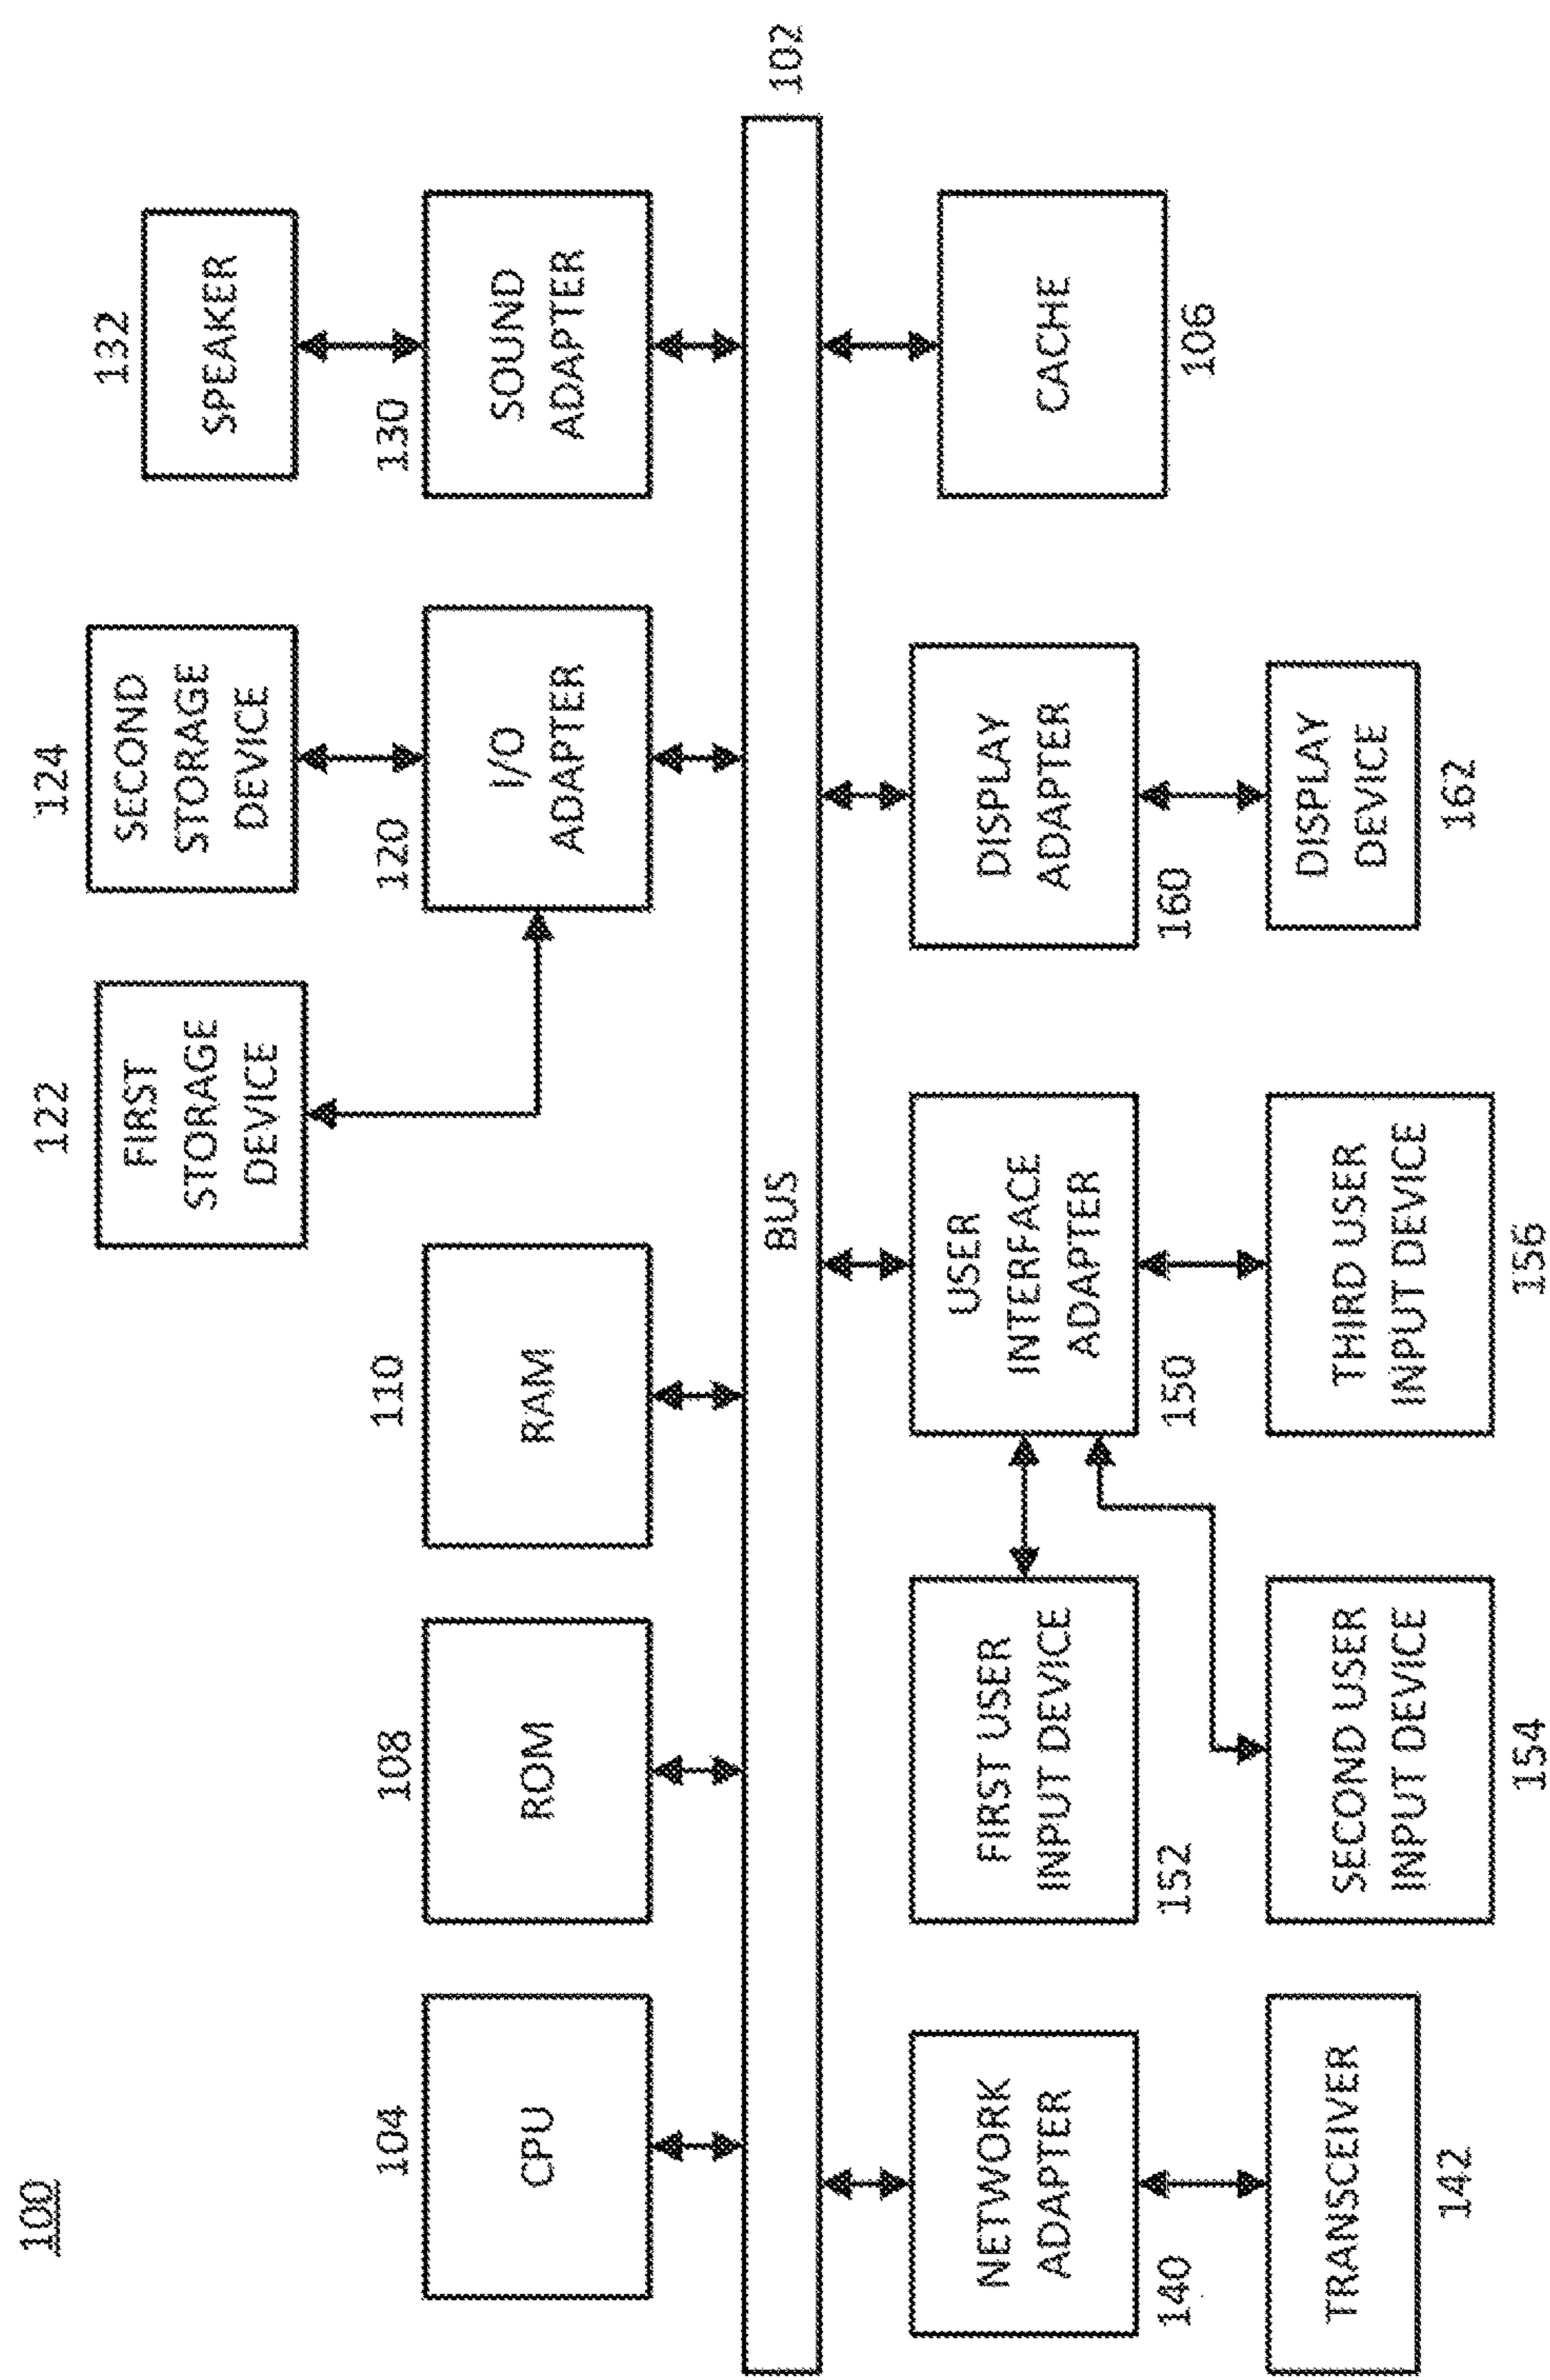 100
122
FIRST
STORAGE
DEVICE
124
SECOND
STORAGE
DEVICE
132
SPEAKER
104
CPU
108
ROM
110
RAM
120
I/O
ADAPTER
130
SOUND
ADAPTER
BUS
102
NETWORK
ADAPTER
140
TRANSCEIVER
142
FIRST USER
INPUT DEVICE
152
SECOND USER
INPUT DEVICE
154
USER
INTERFACE
ADAPTER
150
THIRD USER
INPUT DEVICE
156
DISPLAY
ADAPTER
160
DISPLAY
DEVICE
162
CACHE
106